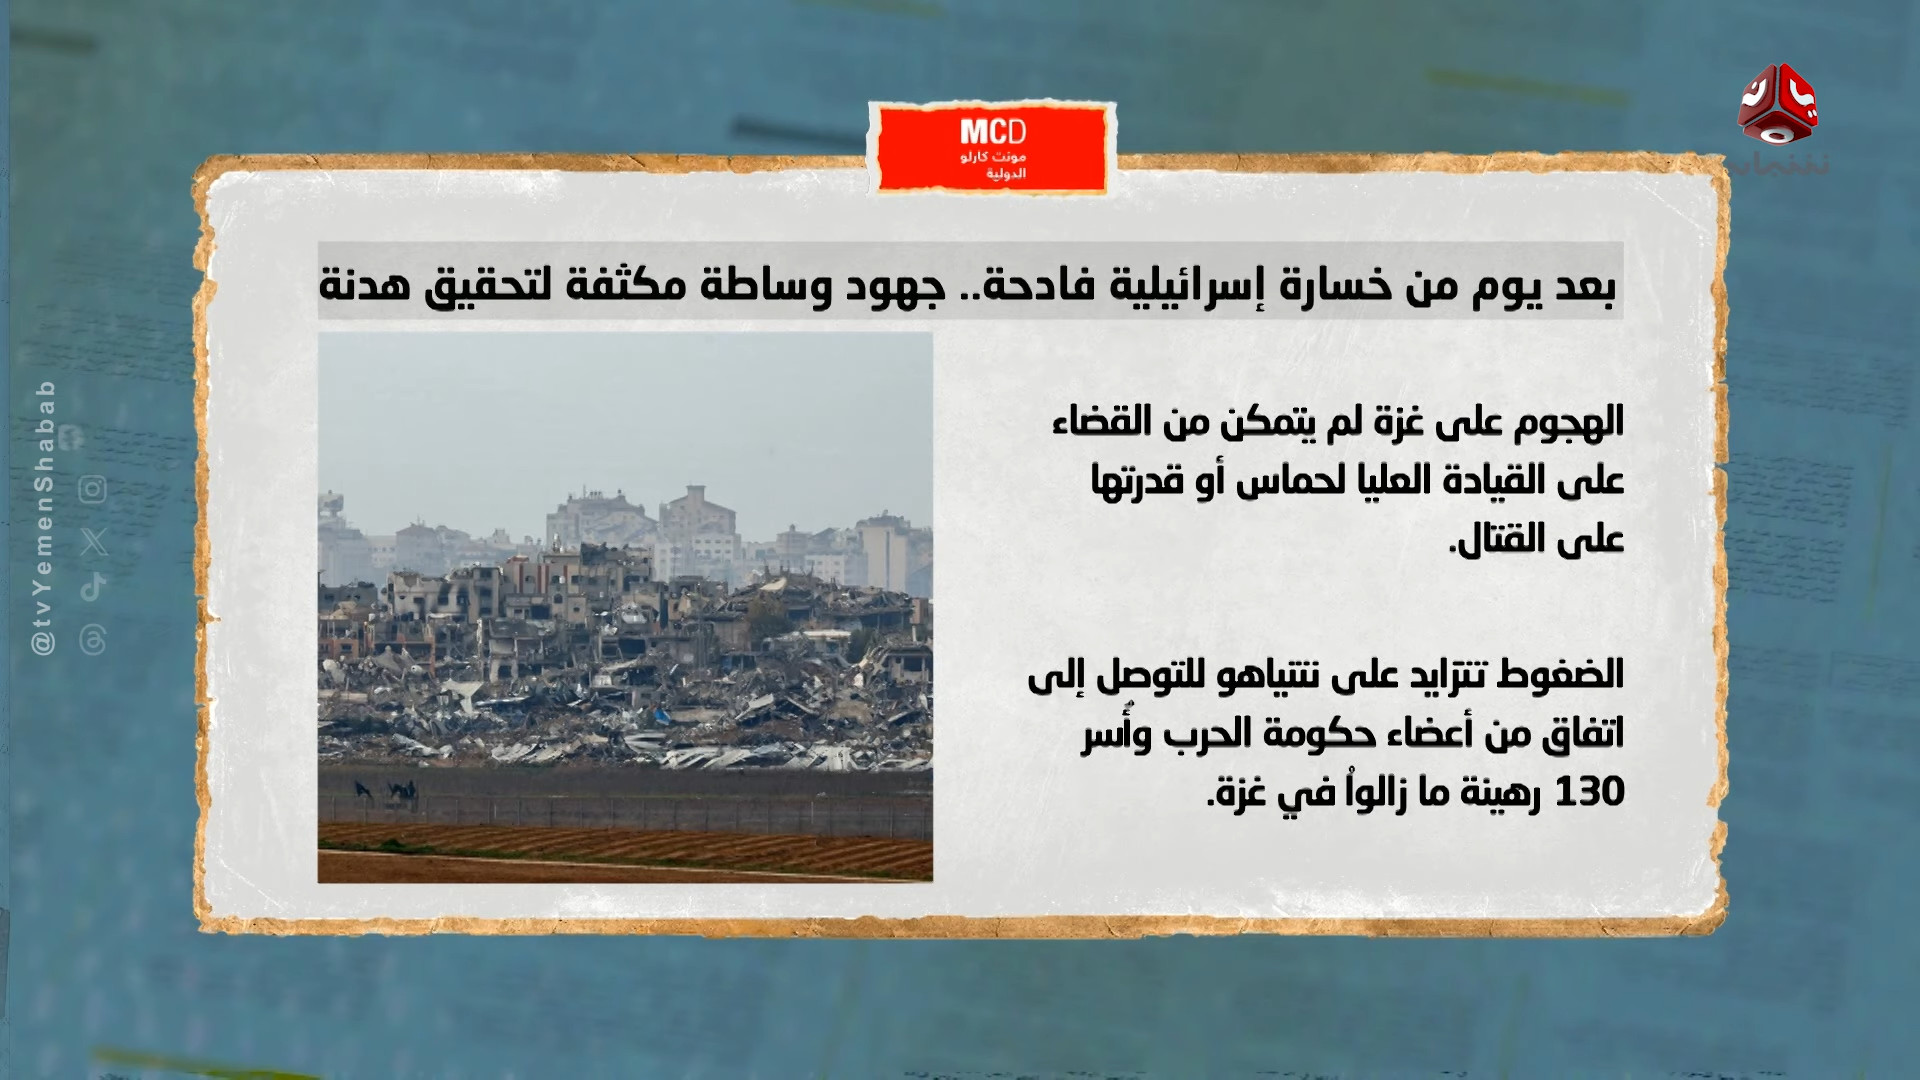 MCD
مونت كارلو
الدولية
بعد يوم من خسارة إسرائيلية فادحة.. جهود وساطة مكثفة لتحقيق هدنة
الهجوم على غزة لم يتمكن من القضاء
على القيادة العليا لحماس أو قدرتها
على القتال.
الضغوط تتزايد على نتنياهو للتوصل إلى
اتفاق من أعضاء حكومة الحرب وأُسر
130 رهينة ما زالواْ في غزة.
@tvYemenShabab
يمن
شباب